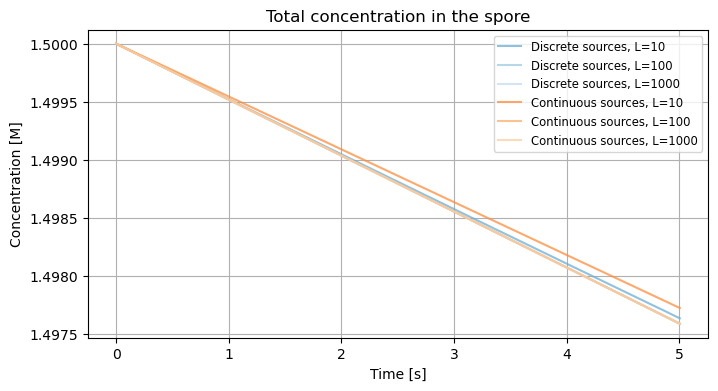 Total concentration in the spore
Concentration [M]
1.5000
1.4995
1.4990
1.4985
1.4980
1.4975
Discrete sources, L=10
Discrete sources, L=100
Discrete sources, L=1000
Continuous sources, L=10
Continuous sources, L=100
Continuous sources, L=1000
0 1 2 3 4 5
Time [s]